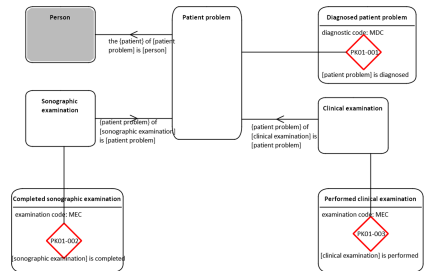 Person
Patient problem
Diagnosed patient problem
diagnostic code: MDC
the {patient} of [patient
problem] is [person]
PK01-001
[patient problem] is diagnosed
Sonographic
examination
{patient problem} of
[sonographic examination]
is [patient problem]
Clinical examination
{patient problem} of
[clinical examination] is
[patient problem]
Completed sonographic examination
examination code: MEC
PK01-002
[sonographic examination] is completed
Performed clinical examination
examination code: MEC
PK01-003
[clinical examination] is performed